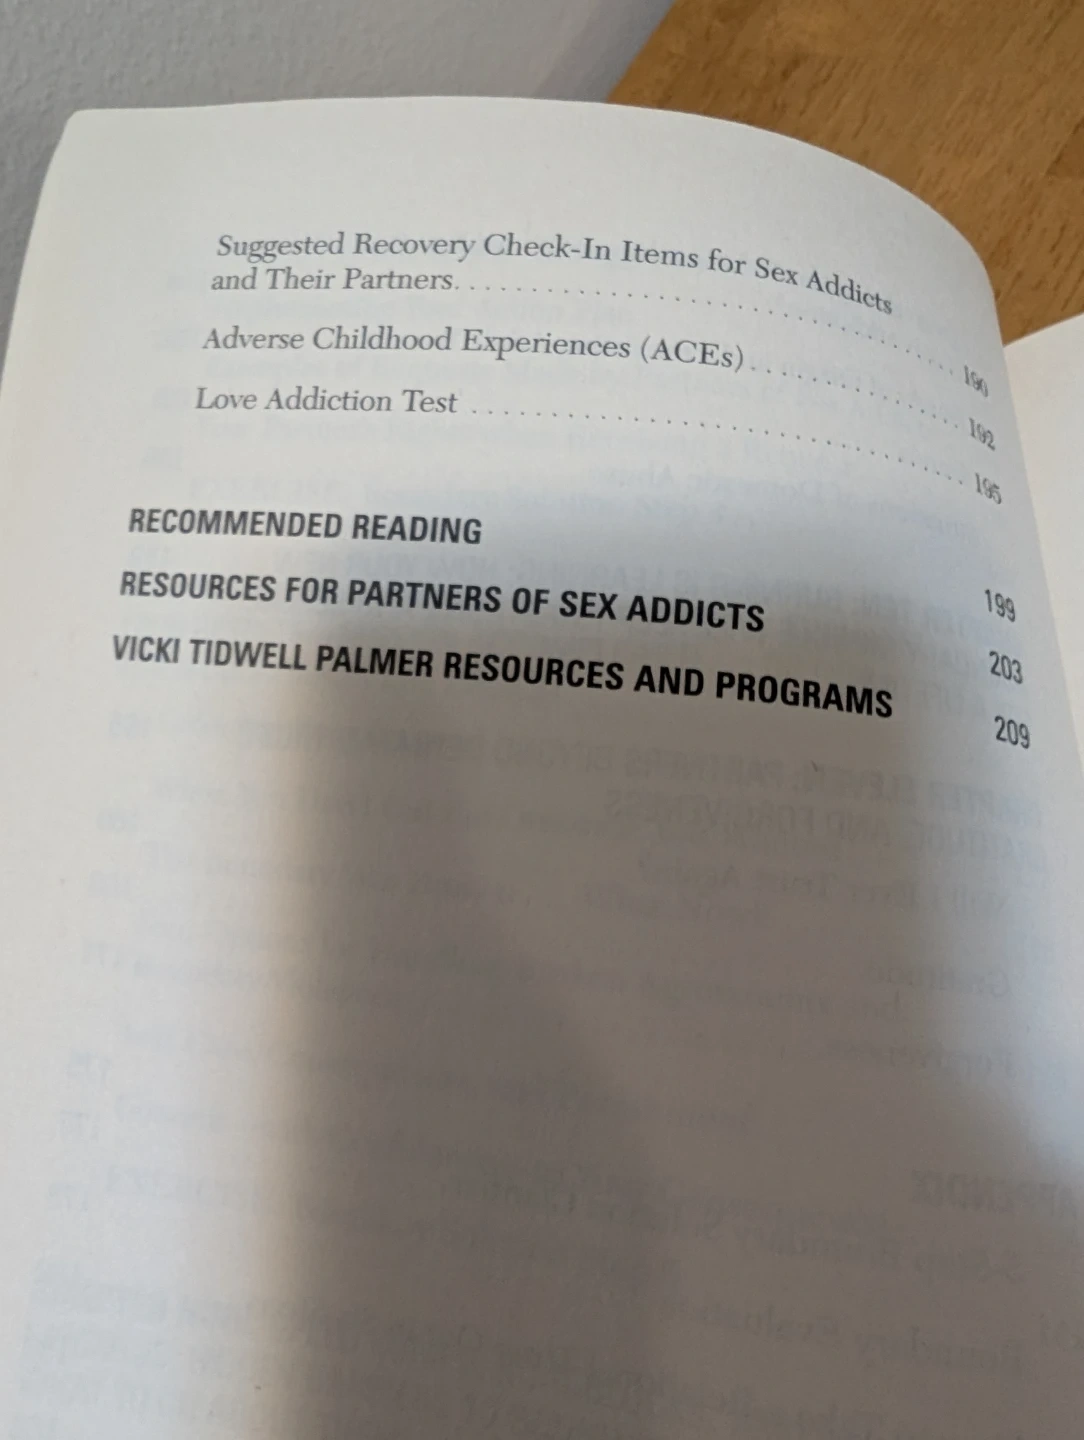 Suggested Recovery Check-In Items for Sex Addicts
and Their Partners. . . . . . . . . . . . . . . . . . . . . . . . . . . . . . . . . . . . . . . . 190
Adverse Childhood Experiences (ACEs). . . . . . . . . . . . . . . . . . 192
Love Addiction Test . . . . . . . . . . . . . . . . . . . . . . . . . . . . . . . . . . . . . . . 195
RECOMMENDED READING 199
RESOURCES FOR PARTNERS OF SEX ADDICTS 203
VICKI TIDWELL PALMER RESOURCES AND PROGRAMS 209